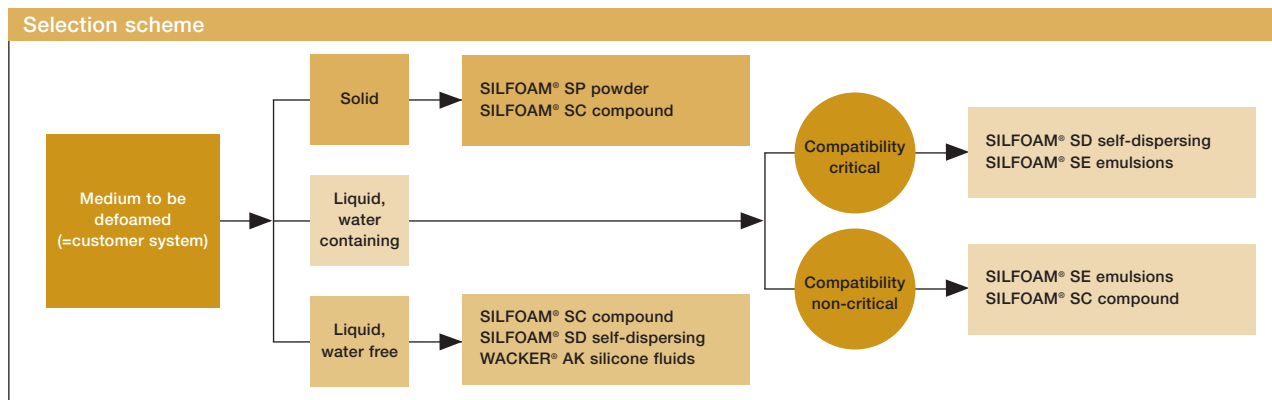 Selection scheme
Medium to be
defoamed
(=customer system)
Solid
SILFOAM® SP powder
SILFOAM® SC compound
Liquid,
water
containing
Compatibility
critical
SILFOAM® SD self-dispersing
SILFOAM® SE emulsions
Compatibility
non-critical
SILFOAM® SE emulsions
SILFOAM® SC compound
Liquid,
water free
SILFOAM® SC compound
SILFOAM® SD self-dispersing
WACKER® AK silicone fluids